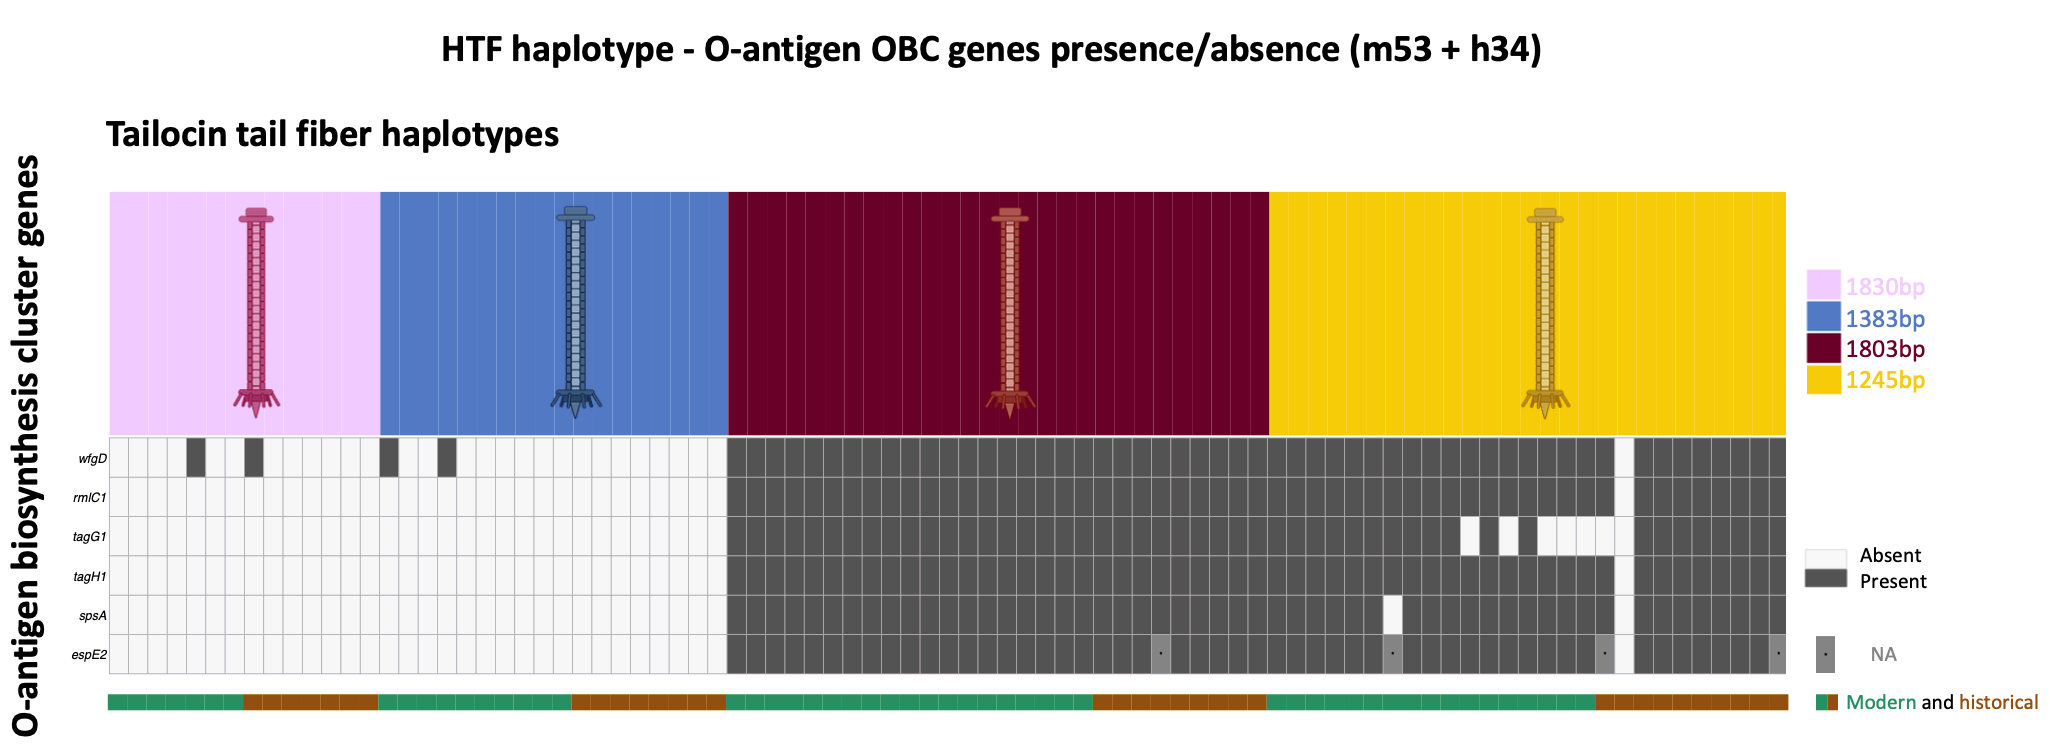 HTF haplotype - O-antigen OBC genes presence/absence (m53 + h34)
Tailocin tail fiber haplotypes
O-antigen biosynthesis cluster genes
1830bp
1383bp
1803bp
1245bp
wfgD
rmlC1
tagG1
tagH1
spsA
espE2
Absent
Present
NA
Modern and historical